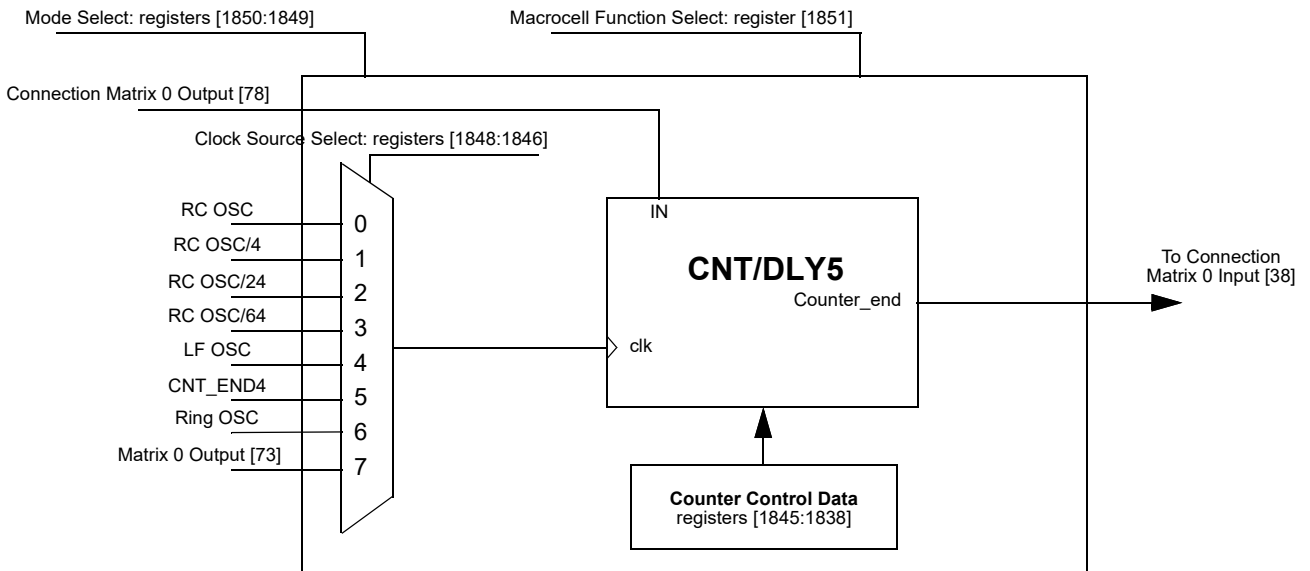 Mode Select: registers [1850:1849]
Macrocell Function Select: register [1851]
Connection Matrix 0 Output [78]
Clock Source Select: registers [1848:1846]
RC OSC
0
RC OSC/4
1
RC OSC/24
2
RC OSC/64
3
LF OSC
4
CNT_END4
5
Ring OSC
6
Matrix 0 Output [73]
7
IN
CNT/DLY5
Counter_end
clk
To Connection
Matrix 0 Input [38]
Counter Control Data
registers [1845:1838]